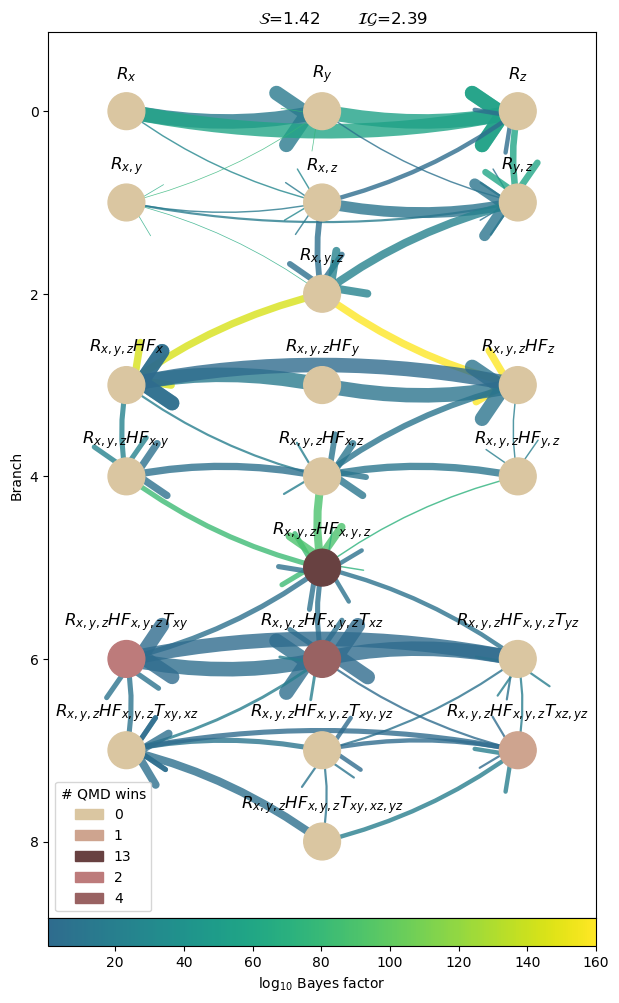 𝒮=1.42 ℐ𝒢=2.39
R_x R_y R_z
0
R_{x,y} R_{x,z} R_{y,z}
R_{x,y,z}
2
R_{x,y,z}HF_x R_{x,y,z}HF_y R_{x,y,z}HF_z
R_{x,y,z}HF_{x,y} R_{x,y,z}HF_{x,z} R_{x,y,z}HF_{y,z}
4
Branch
R_{x,y,z}HF_{x,y,z}
R_{x,y,z}HF_{x,y,z}T_{xy} R_{x,y,z}HF_{x,y,z}T_{xz} R_{x,y,z}HF_{x,y,z}T_{yz}
6
R_{x,y,z}HF_{x,y,z}T_{xy,xz} R_{x,y,z}HF_{x,y,z}T_{xy,yz} R_{x,y,z}HF_{x,y,z}T_{xz,yz}
R_{x,y,z}HF_{x,y,z}T_{xy,xz,yz}
8
# QMD wins
0
1
13
2
4
20 40 60 80 100 120 140 160
log_{10} Bayes factor